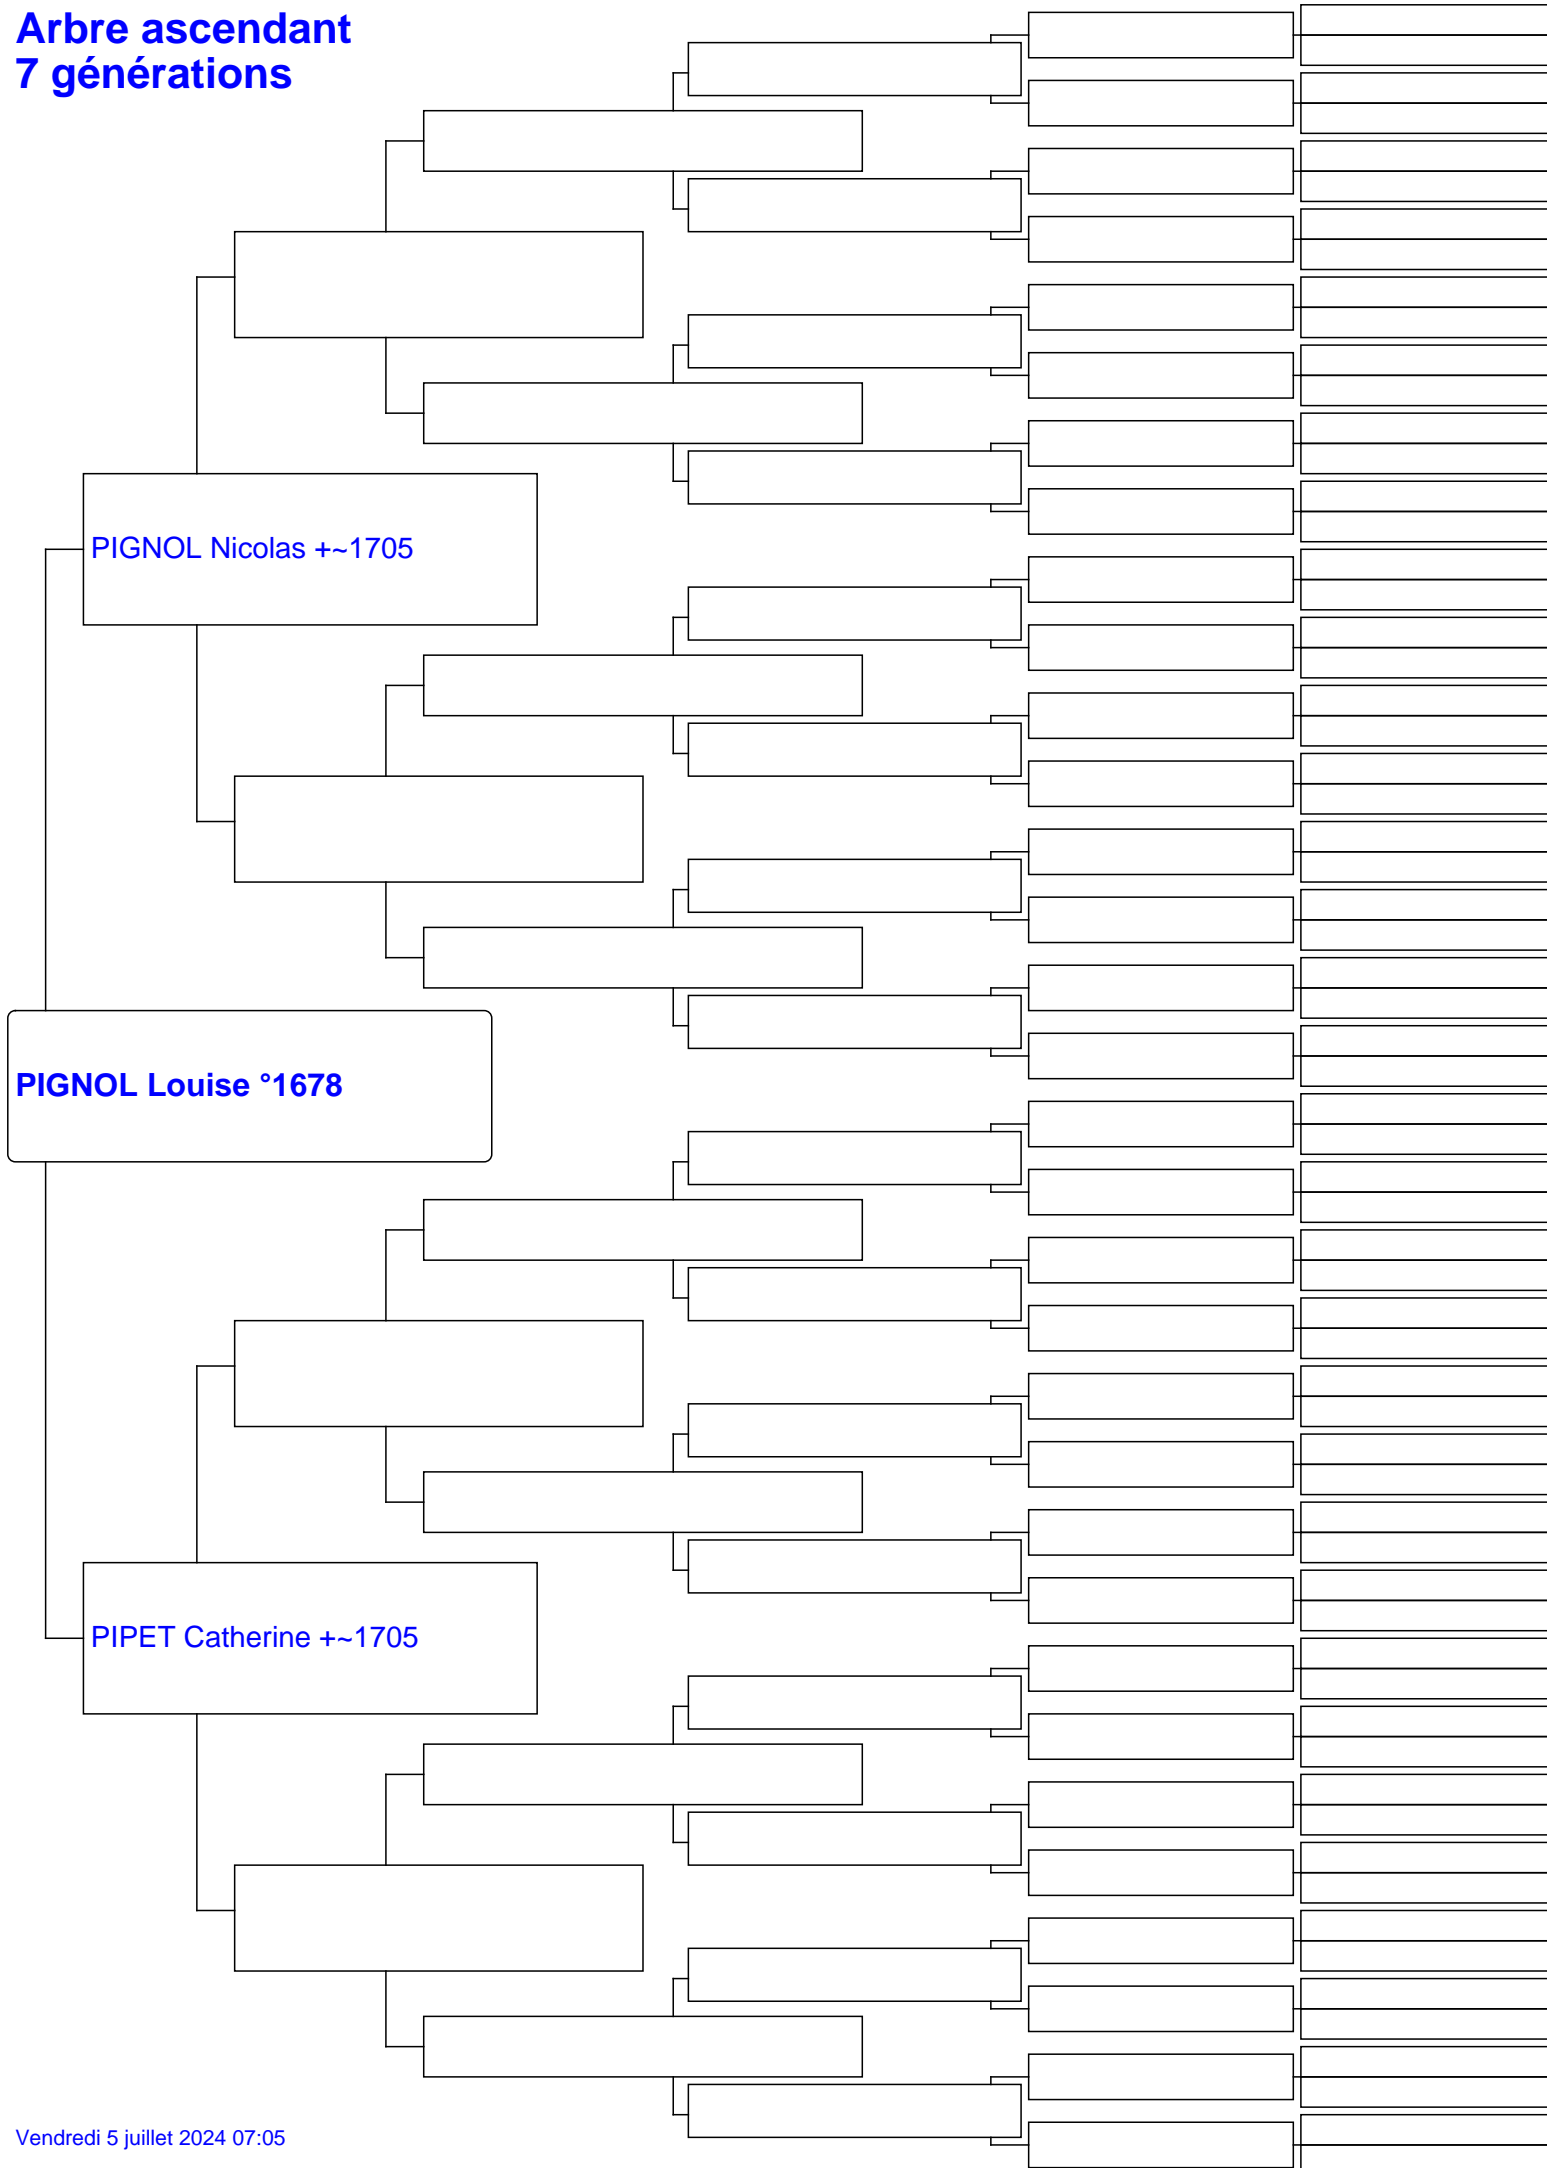 Arbre ascendant
7 générations
PIGNOL Nicolas +~1705
PIGNOL Louise °1678
PIPET Catherine +~1705
Vendredi 5 juillet 2024 07:05